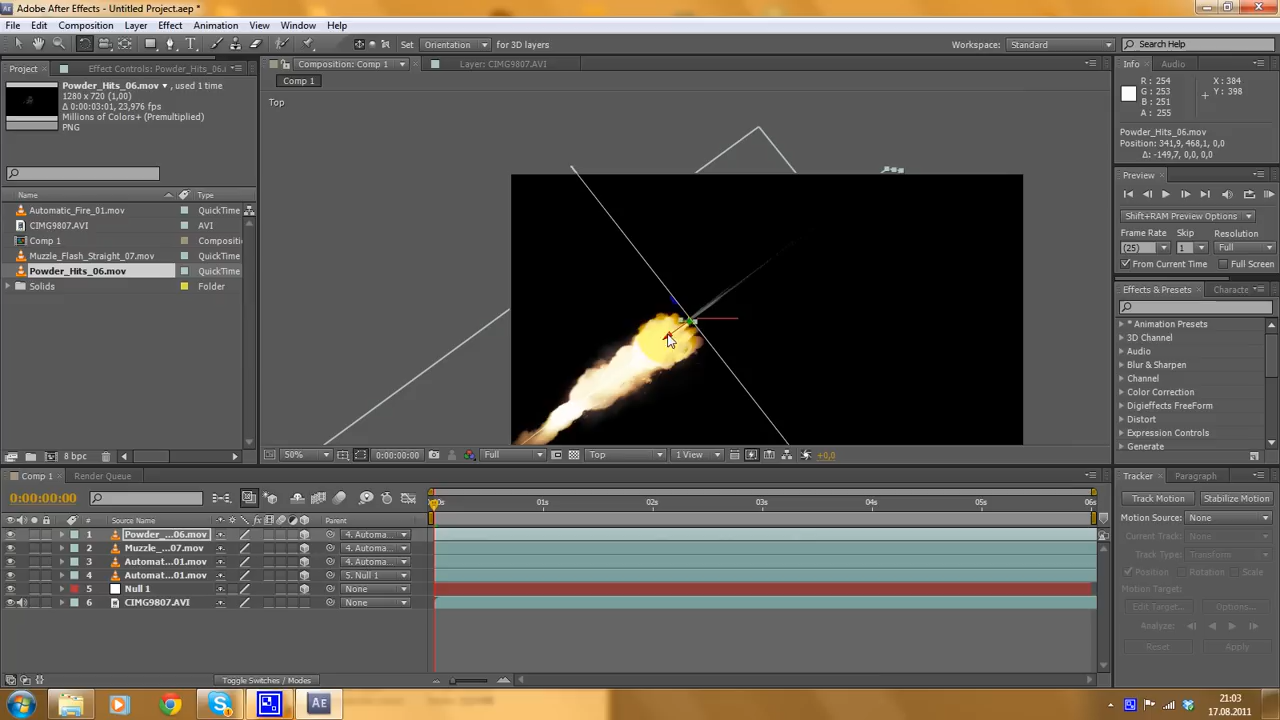 Adobe After Effects - Untitled Project.aep *
File Edit Composition Layer Effect Animation View Window Help
Set Orientation for 3D layers
Workspace: Standard
Search Help
Project
Effect Controls: Powder_Hits_06.
Powder_Hits_06.mov ▾, used 1 time
1280 x 720 (1,00)
Δ 0:00:03:01, 23,976 fps
Millions of Colors+ (Premultiplied)
PNG
Name Type
Automatic_Fire_01.mov QuickTime
CIMG9807.AVI AVI
Comp 1 Compositi
Muzzle_Flash_Straight_07.mov QuickTime
Powder_Hits_06.mov QuickTime
Solids Folder
8 bpc
Composition: Comp 1
Layer: CIMG9807.AVI
Comp 1
Top
50% 0:00:00:00 Full Top 1 View +0,0
Info Audio
R: 254
G: 253
B: 251
A: 255
X: 384
Y: 398
Powder_Hits_06.mov
Position: 341,9, 468,1, 0,0
Δ: -149,7, 0,0, 0,0
Preview
Shift+RAM Preview Options
Frame Rate Skip Resolution
(25) 1 Full
From Current Time Full Screen
Effects & Presets Characte
* Animation Presets
3D Channel
Audio
Blur & Sharpen
Channel
Color Correction
Digieffects FreeForm
Distort
Expression Controls
Generate
Tracker Paragraph
Track Motion Stabilize Motion
Motion Source: None
Current Track: None
Track Type: Transform
Position Rotation Scale
Motion Target:
Edit Target... Options...
Analyze:
Reset Apply
Comp 1 Render Queue
0:00:00:00
# Source Name Parent
01s 02s 03s 04s 05s 06s
1 Powder_...06.mov 4. Automa
2 Muzzle_...07.mov 4. Automa
3 Automat...01.mov 4. Automa
4 Automat...01.mov 5. Null 1
5 Null 1 None
6 CIMG9807.AVI None
Toggle Switches / Modes
21:03
17.08.2011